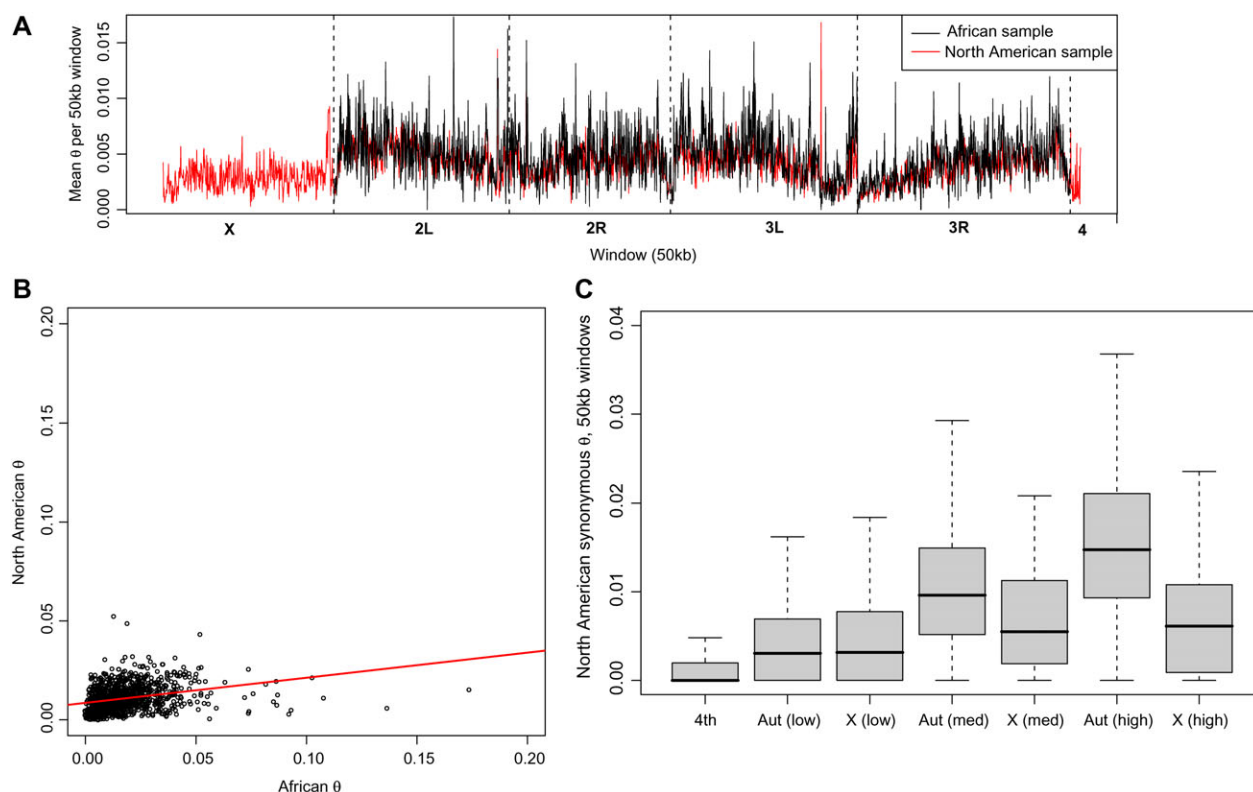 A
Mean θ per 50kb window
0.015
0.010
0.005
0.000
African sample
North American sample
X 2L 2R 3L 3R 4
Window (50kb)
B
North American θ
0.20
0.15
0.10
0.05
0.00
0.00 0.05 0.10 0.15 0.20
African θ
C
North American synonymous θ, 50kb windows
0.04
0.03
0.02
0.01
0.00
4th Aut (low) X (low) Aut (med) X (med) Aut (high) X (high)